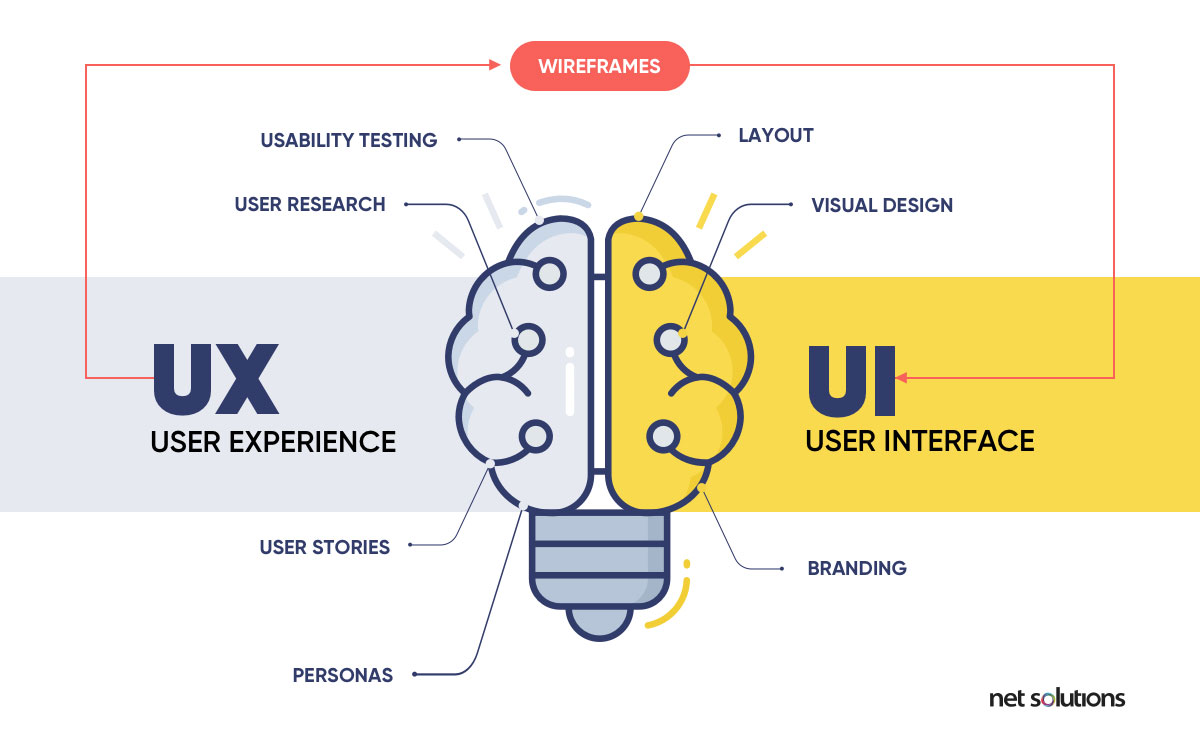 WIREFRAMES
USABILITY TESTING
LAYOUT
USER RESEARCH
VISUAL DESIGN
UX
USER EXPERIENCE
UI
USER INTERFACE
USER STORIES
BRANDING
PERSONAS
net solutions